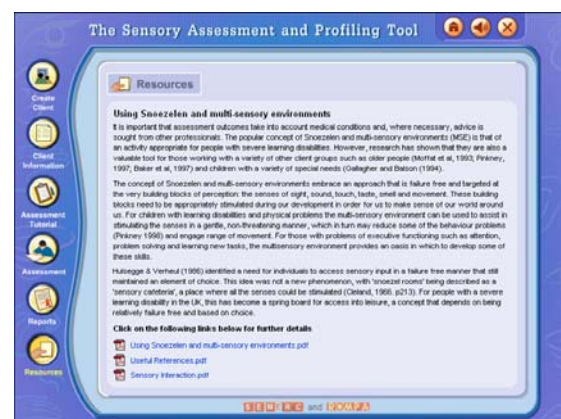 The Sensory Assessment and Profiling Tool
Create
Client
Client
Information
Assessment
Tutorial
Assessment
Reports
Resources
Resources
Using Snoezelen and multi-sensory environments
It is important that assessment outcomes take into account medical conditions and, where necessary, advice is
sought from other professionals. The popular concept of Snoezelen and multi-sensory environments (MSE) is that of
an activity appropriate for people with severe learning disabilities. However, research has shown that they are also a
valuable tool for those working with a variety of other client groups such as older people (Moffat et al, 1993; Pinkney,
1997; Baker et al, 1997) and children with a variety of special needs (Gallagher and Balson (1994).
The concept of Snoezelen and multi-sensory environments embrace an approach that is failure free and targeted at
the very building blocks of perception: the senses of sight, sound, touch, taste, smell and movement. These building
blocks need to be appropriately stimulated during our development in order for us to make sense of our world around
us. For children with learning disabilities and physical problems the multi-sensory environment can be used to assist in
stimulating the senses in a gentle, non-threatening manner, which in turn may reduce some of the behaviour problems
(Pinkney 1998) and engage range of movement. For those with problems of executive functioning such as attention,
problem solving and learning new tasks, the multisensory environment provides an oasis in which to develop some of
these skills.
Hulsegge & Verheul (1986) identified a need for individuals to access sensory input in a failure free manner that still
maintained an element of choice. This idea was not a new phenomenon, with 'snoezel rooms' being described as a
'sensory cafeteria', a place where all the senses could be stimulated (Cleland, 1966. p213). For people with a severe
learning disability in the UK, this has become a spring board for access into leisure, a concept that depends on being
relatively failure free and based on choice.
Click on the following links below for further details
Using Snoezelen and multi-sensory environments.pdf
Useful References.pdf
Sensory Interaction.pdf
and ROMPA